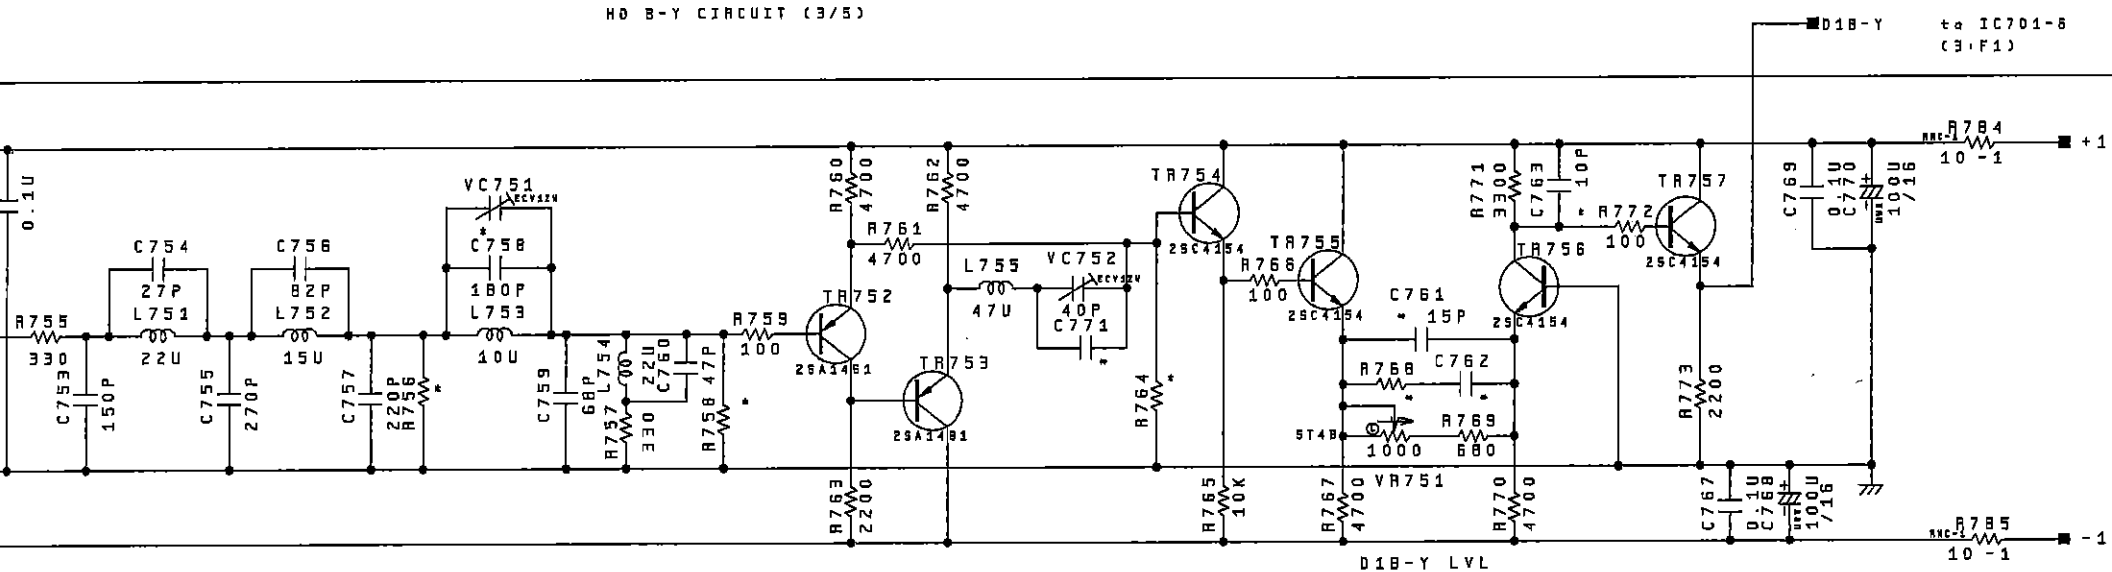 HD B-Y CIRCUIT (3/5)
D1B-Y
to IC701-6
(3:F1)
0.1U
R755
330
C753
150P
C754
27P
L751
22U
C755
270P
C756
82P
L752
15U
C757
220P
R756
*
VC751
ECV12W
*
C758
180P
L753
10U
C759
68P
L754
22U
C760
47P
R757
330
R758
*
R759
100
R760
4700
R762
4700
R761
4700
TR752
2SA1461
TR753
2SA1461
R763
2200
L755
47U
VC752
ECV12W
40P
C771
*
R764
*
TR754
2SC4154
R765
10K
R766
100
TR755
2SC4154
C761
*
15P
R768
*
C762
*
ST4B
1000
VR751
R769
680
R767
4700
R770
4700
D1B-Y LVL
R771
3300
C763
10P
*
TR756
2SC4154
R772
100
TR757
2SC4154
R773
2200
C769
0.1U
C770
100U
/16
R784
10 -1
+1
C767
0.1U
C768
100U
/16
R785
10 -1
-1